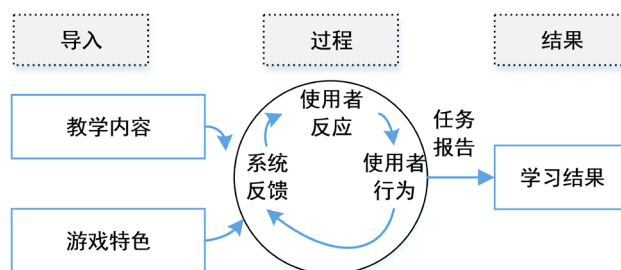 导入
过程
结果
教学内容
游戏特色
使用者
反应
系统
反馈
使用者
行为
任务
报告
学习结果